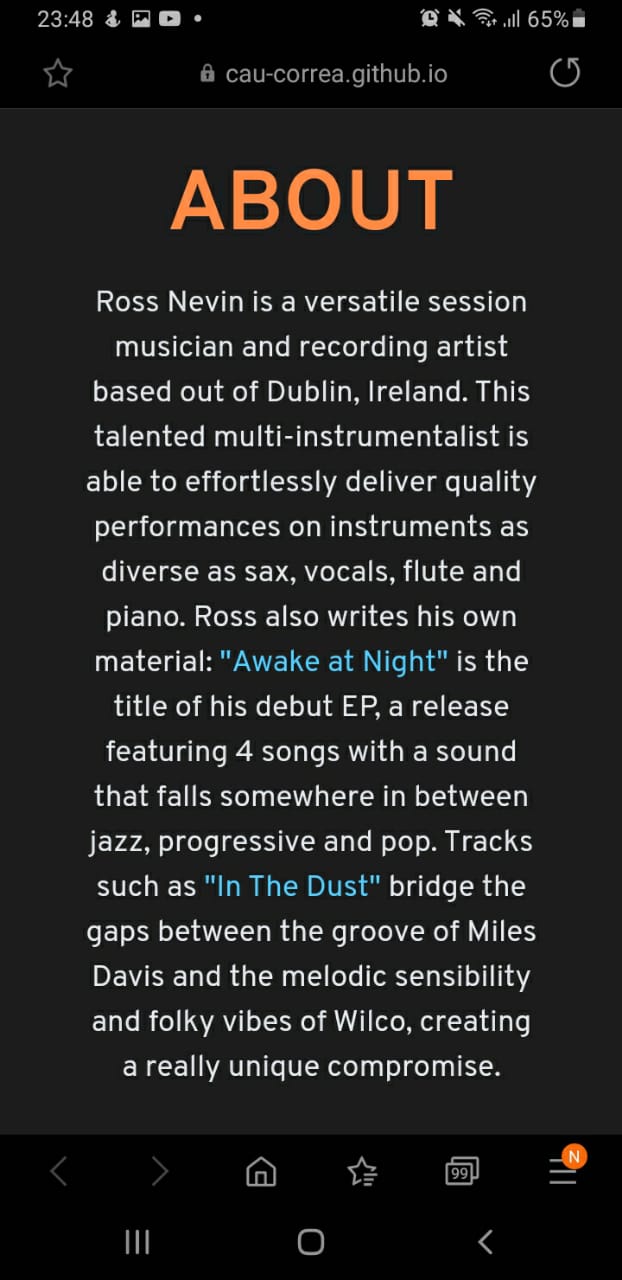 23:48
65%
cau-correa.github.io
ABOUT
Ross Nevin is a versatile session
musician and recording artist
based out of Dublin, Ireland. This
talented multi-instrumentalist is
able to effortlessly deliver quality
performances on instruments as
diverse as sax, vocals, flute and
piano. Ross also writes his own
material: "Awake at Night" is the
title of his debut EP, a release
featuring 4 songs with a sound
that falls somewhere in between
jazz, progressive and pop. Tracks
such as "In The Dust" bridge the
gaps between the groove of Miles
Davis and the melodic sensibility
and folky vibes of Wilco, creating
a really unique compromise.
99
N